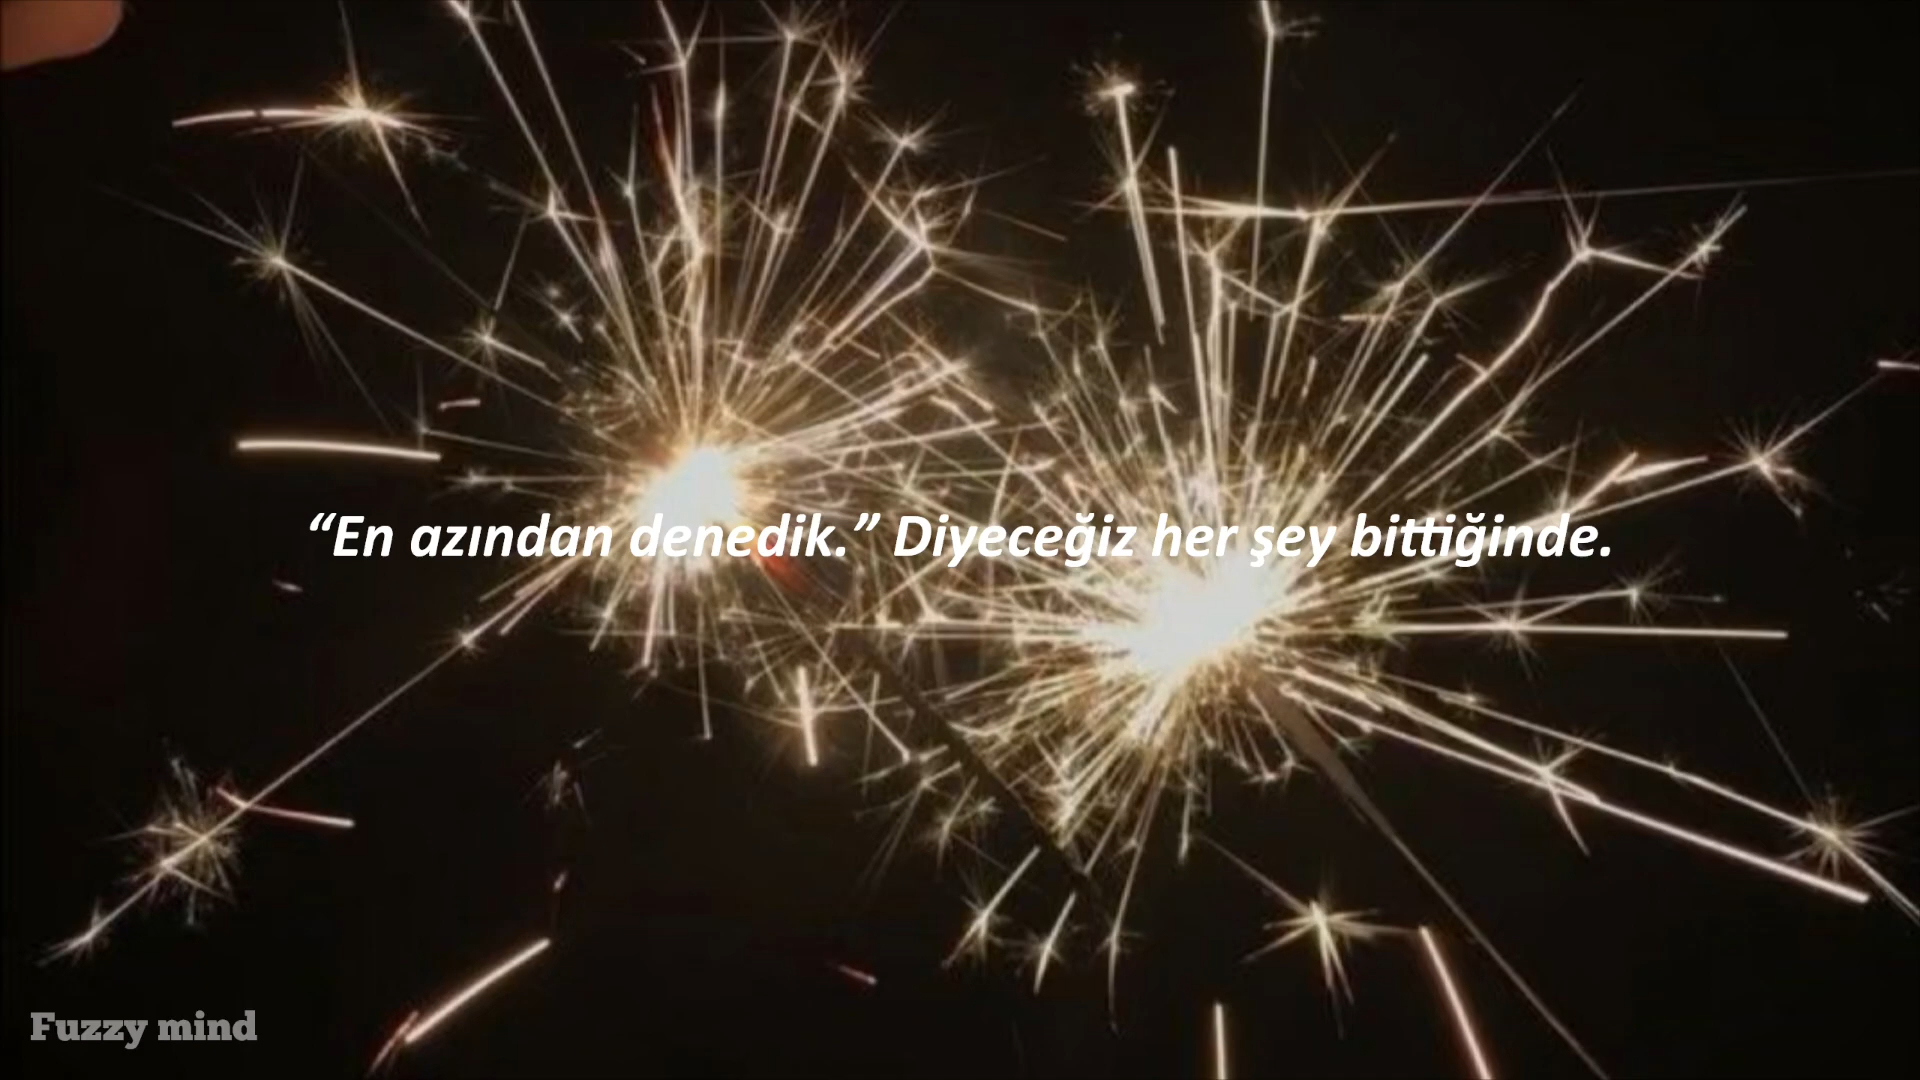 “En azından denedik.” Diyeceğiz her şey bittiğinde.
Fuzzy mind